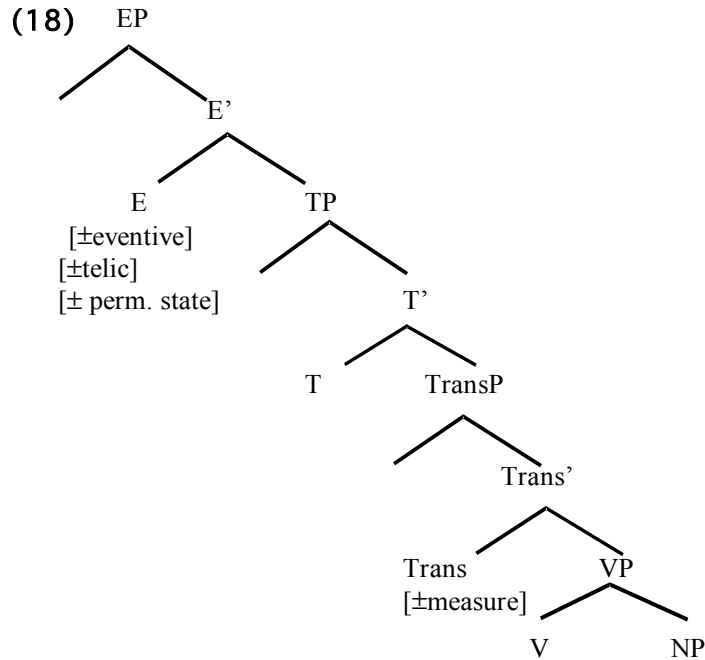 (18) EP
E’
E TP
[±eventive]
[±telic]
[± perm. state] T’
T TransP
Trans’
Trans VP
[±measure]
V NP